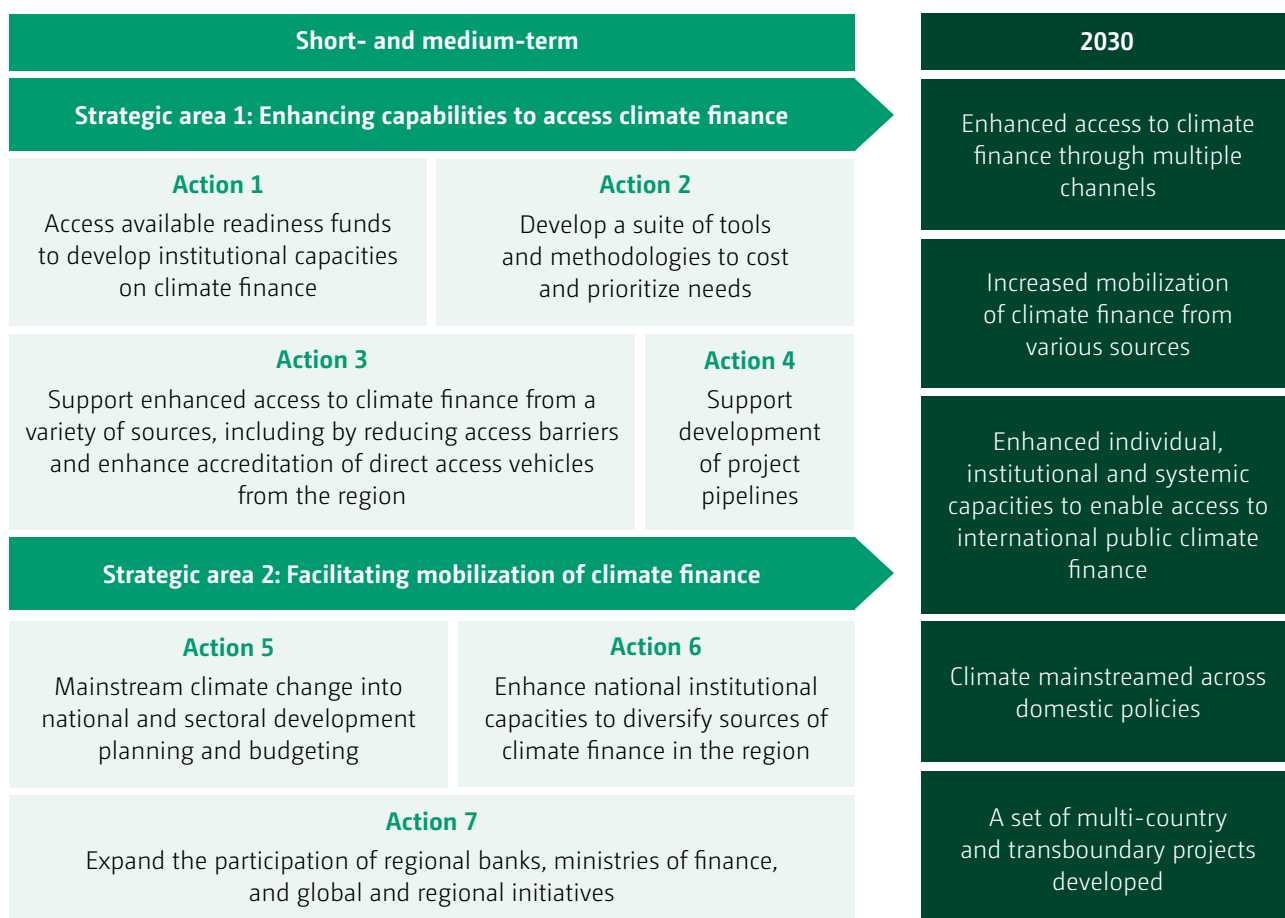 Short- and medium-term
Strategic area 1: Enhancing capabilities to access climate finance
Action 1
Access available readiness funds
to develop institutional capacities
on climate finance
Action 2
Develop a suite of tools
and methodologies to cost
and prioritize needs
Action 3
Support enhanced access to climate finance from a
variety of sources, including by reducing access barriers
and enhance accreditation of direct access vehicles
from the region
Action 4
Support
development
of project
pipelines
Strategic area 2: Facilitating mobilization of climate finance
Action 5
Mainstream climate change into
national and sectoral development
planning and budgeting
Action 6
Enhance national institutional
capacities to diversify sources of
climate finance in the region
Action 7
Expand the participation of regional banks, ministries of finance,
and global and regional initiatives
2030
Enhanced access to climate
finance through multiple
channels
Increased mobilization
of climate finance from
various sources
Enhanced individual,
institutional and systemic
capacities to enable access to
international public climate
finance
Climate mainstreamed across
domestic policies
A set of multi-country
and transboundary projects
developed